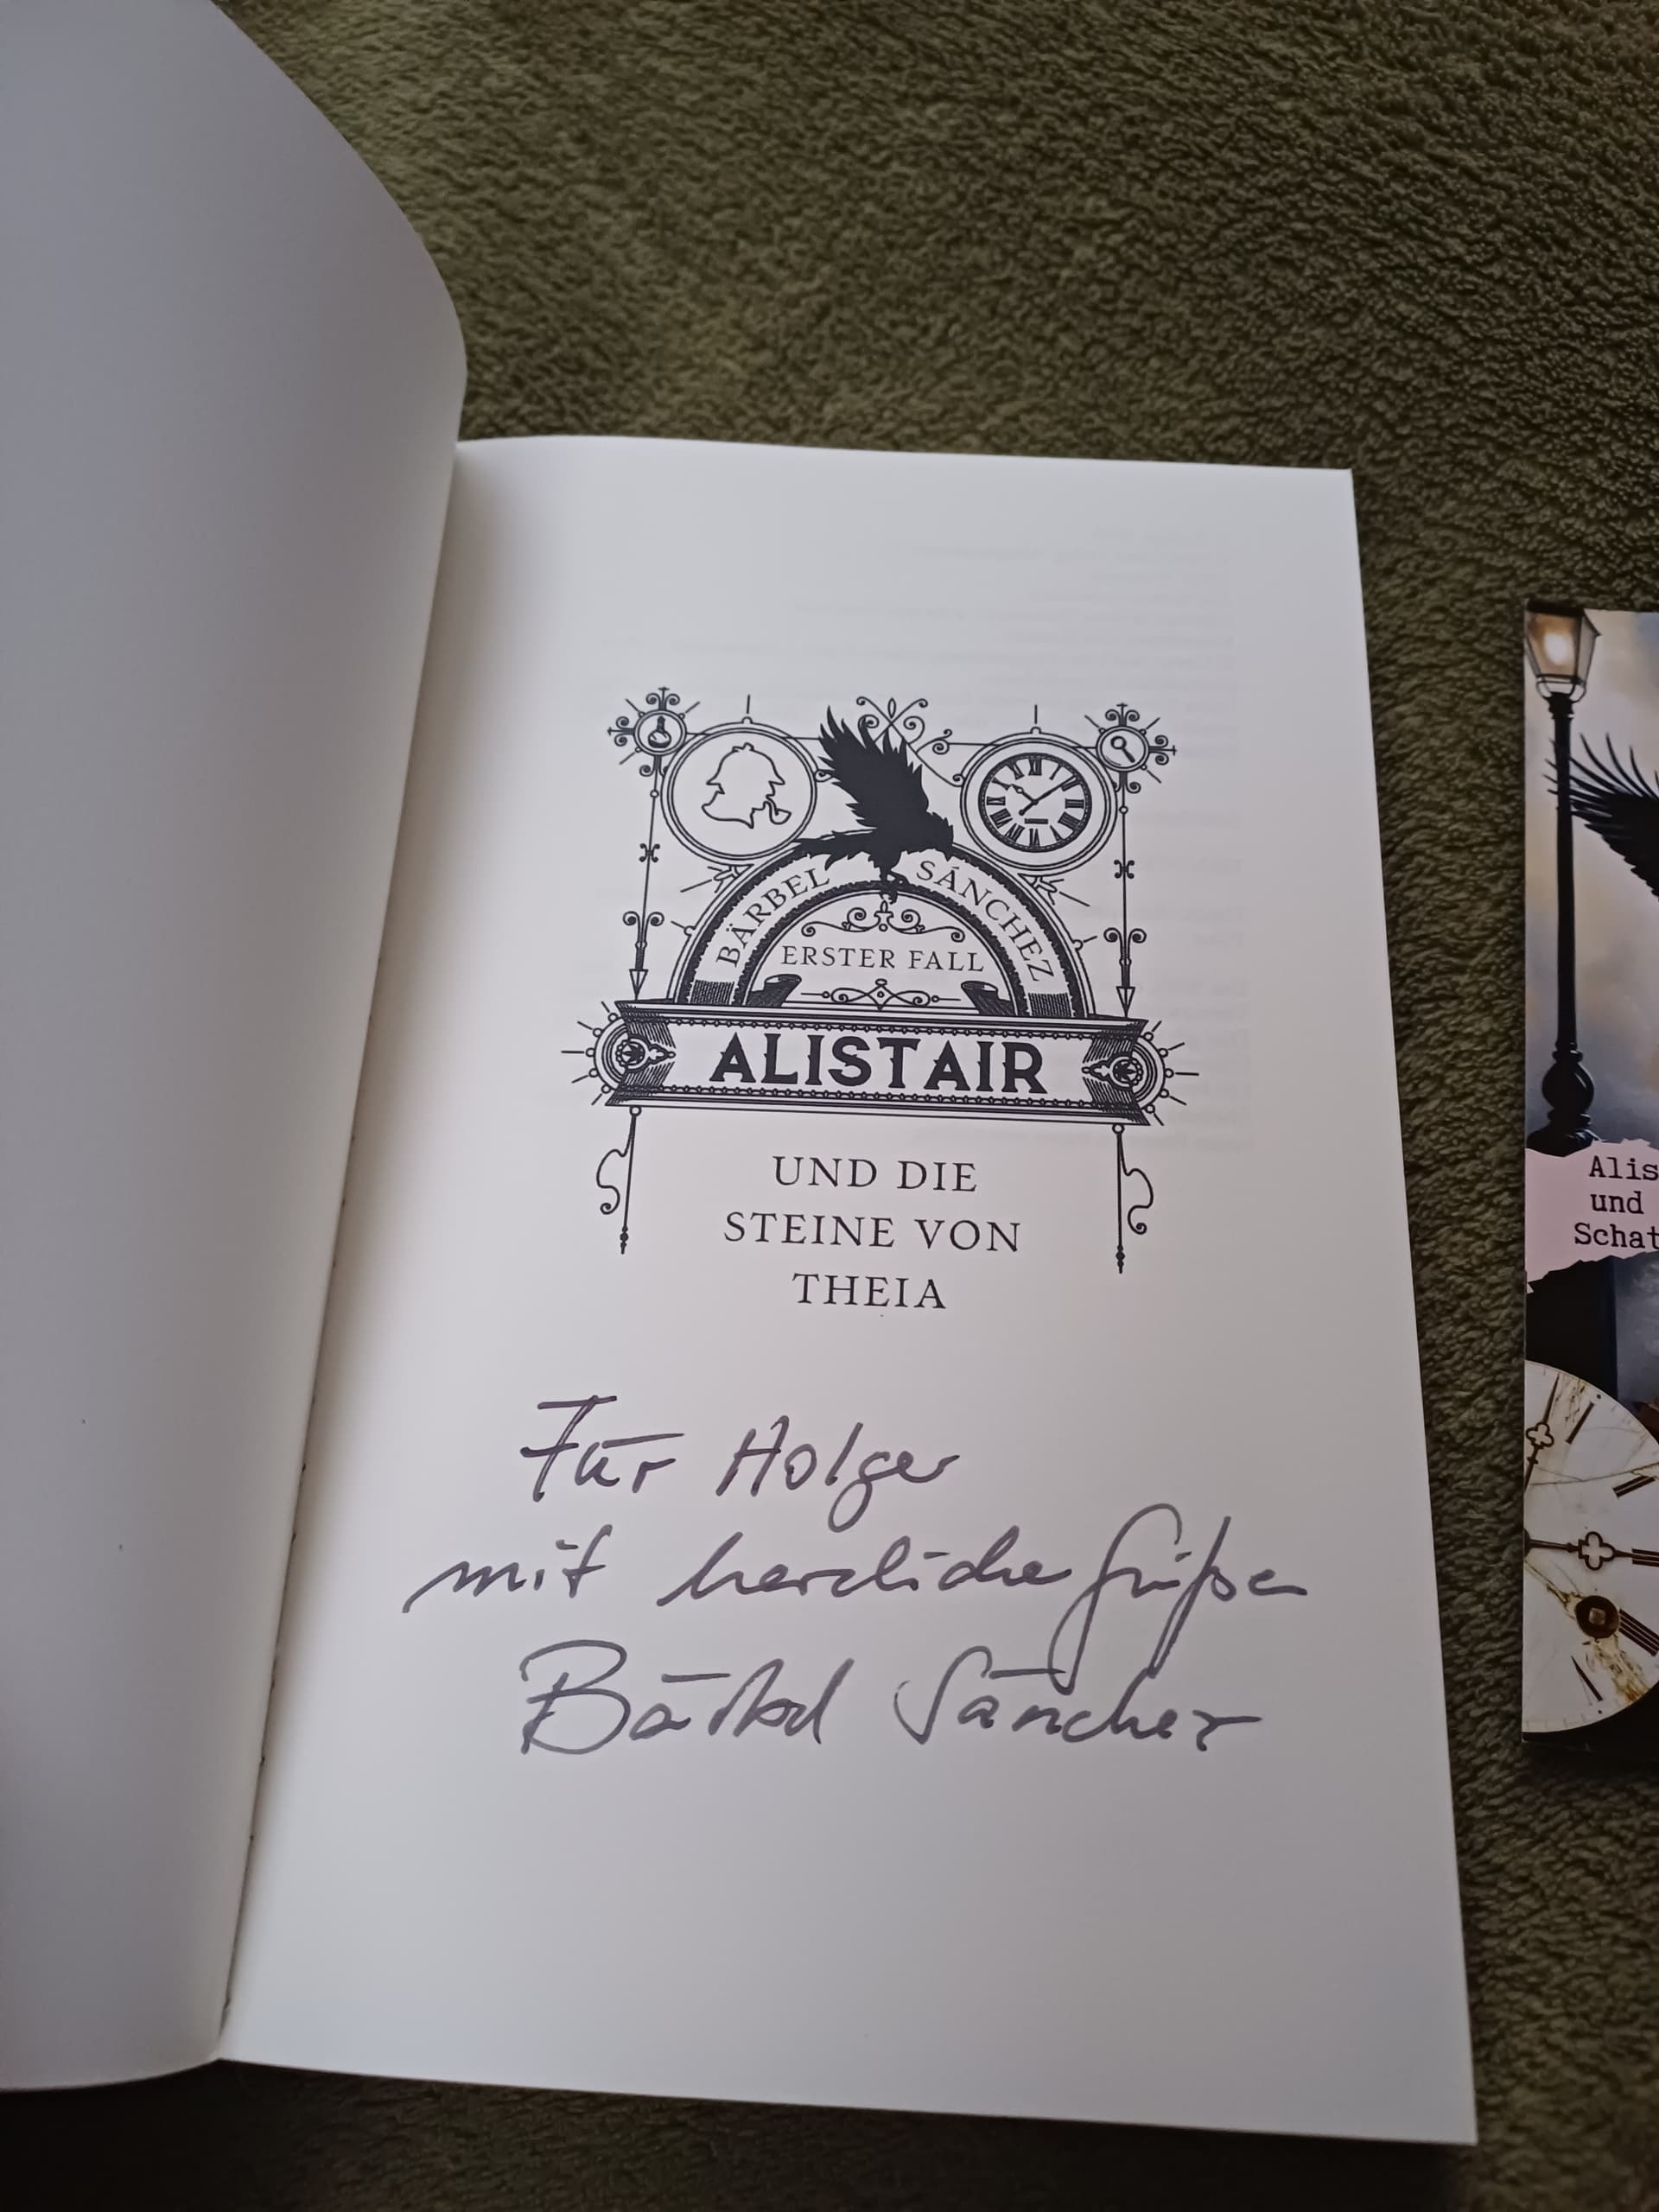 BÄRBEL SÁNCHEZ
ERSTER FALL
ALISTAIR
UND DIE
STEINE VON
THEIA
Für Holger
mit herzliche Grüßen
Bärbel Sánchez
Alis
und
Schat